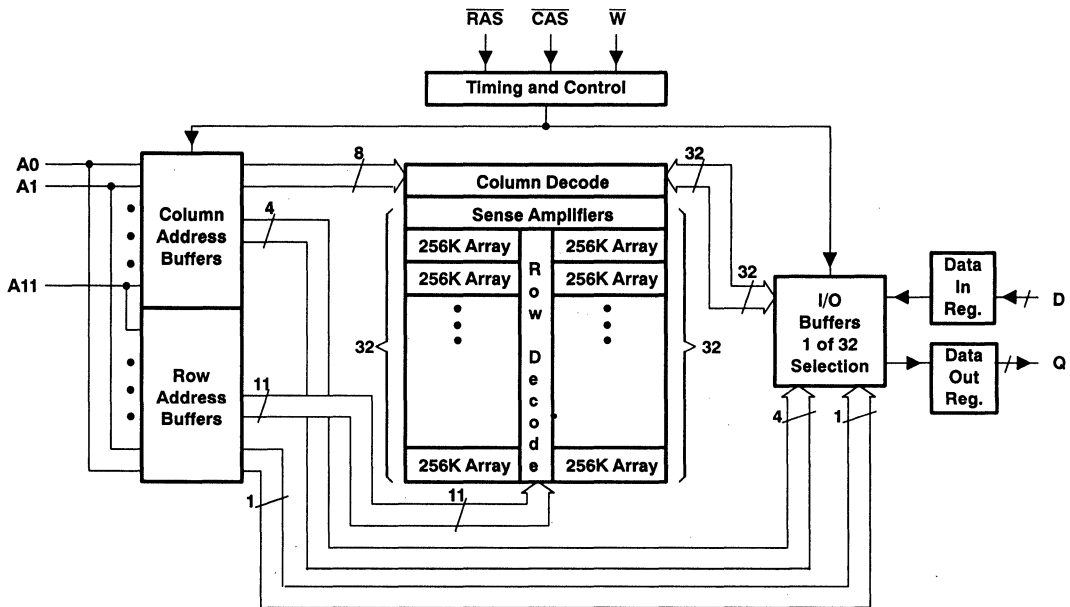 RAS CAS W
Timing and Control
A0
A1
A11
Column
Address
Buffers
Row
Address
Buffers
8
4
11
1
11
32
32
Column Decode
Sense Amplifiers
256K Array
256K Array
256K Array
256K Array
256K Array
256K Array
Row Decode
32
32
I/O
Buffers
1 of 32
Selection
4
1
Data
In
Reg.
D
Data
Out
Reg.
Q